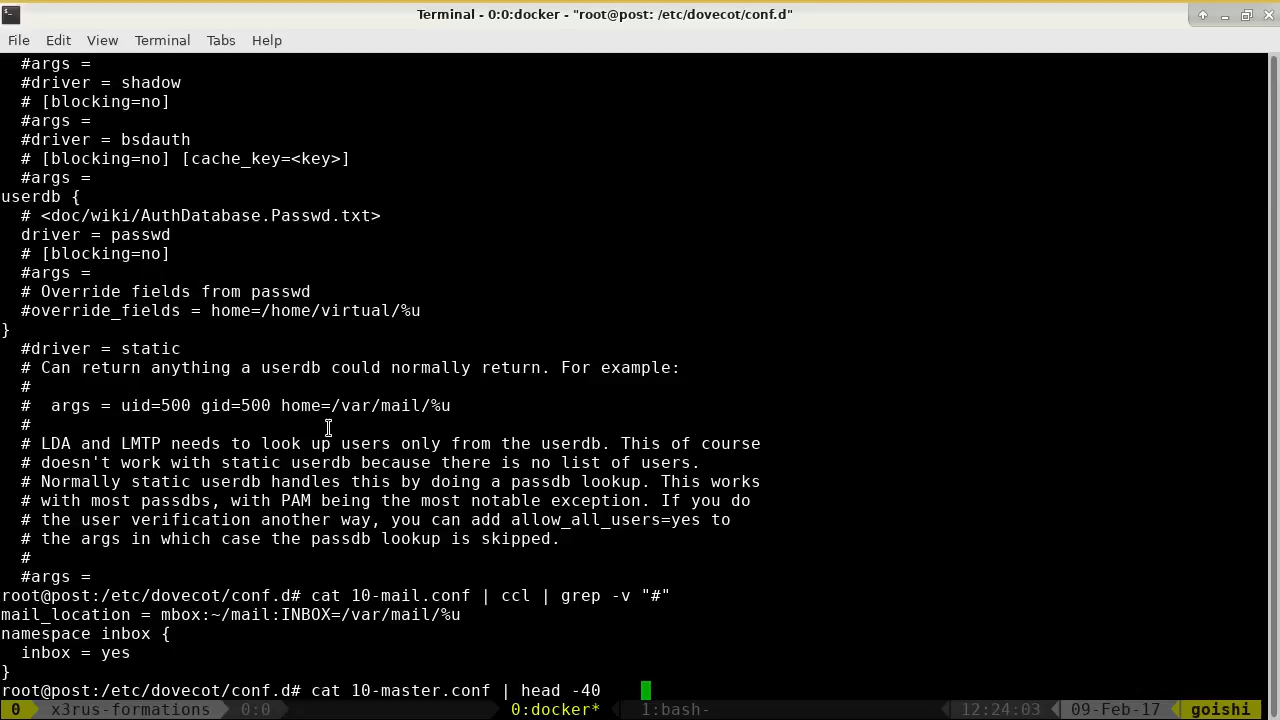 Terminal - 0:0:docker - "root@post: /etc/dovecot/conf.d"
File Edit View Terminal Tabs Help
#args =
#driver = shadow
# [blocking=no]
#args =
#driver = bsdauth
# [blocking=no] [cache_key=<key>]
#args =
userdb {
# <doc/wiki/AuthDatabase.Passwd.txt>
driver = passwd
# [blocking=no]
#args =
# Override fields from passwd
#override_fields = home=/home/virtual/%u
}
#driver = static
# Can return anything a userdb could normally return. For example:
#
#  args = uid=500 gid=500 home=/var/mail/%u
#
# LDA and LMTP needs to look up users only from the userdb. This of course
# doesn't work with static userdb because there is no list of users.
# Normally static userdb handles this by doing a passdb lookup. This works
# with most passdbs, with PAM being the most notable exception. If you do
# the user verification another way, you can add allow_all_users=yes to
# the args in which case the passdb lookup is skipped.
#
#args =
root@post:/etc/dovecot/conf.d# cat 10-mail.conf | ccl | grep -v "#"
mail_location = mbox:~/mail:INBOX=/var/mail/%u
namespace inbox {
inbox = yes
}
root@post:/etc/dovecot/conf.d# cat 10-master.conf | head -40
0 x3rus-formations 0:0 0:docker* 1:bash- 12:24:03 09-Feb-17 goishi